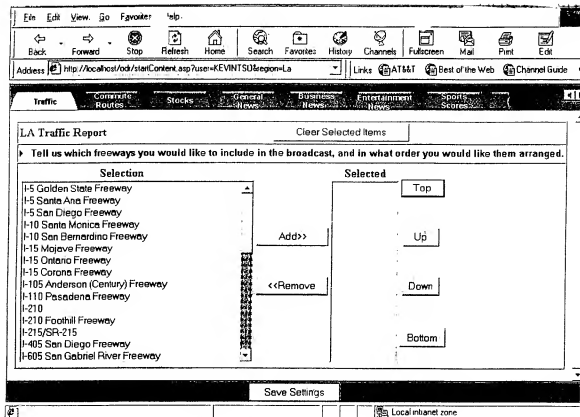 File Edit View. Go Favorites Help.
Back Forward Stop Refresh Home Search Favorites History Channels Fullscreen Mail Print Edit
Address http://localhost/odr/startContent.asp?user=KEVINTSU&region=La Links AT&T Best of the Web Channel Guide
Traffic Commute Routes Stocks General News Business News Entertainment News Sports Scores
LA Traffic Report Clear Selected Items
Tell us which freeways you would like to include in the broadcast, and in what order you would like them arranged.
Selection Selected
I-5 Golden State Freeway Top
I-5 Santa Ana Freeway
I-5 San Diego Freeway
I-10 Santa Monica Freeway
I-10 San Bernardino Freeway Add>> Up
I-15 Mojave Freeway
I-15 Ontario Freeway
I-15 Corona Freeway
I-105 Anderson (Century) Freeway <<Remove Down
I-110 Pasadena Freeway
I-210
I-210 Foothill Freeway
I-215/SR-215 Bottom
I-405 San Diego Freeway
I-605 San Gabriel River Freeway
Save Settings
Local intranet zone